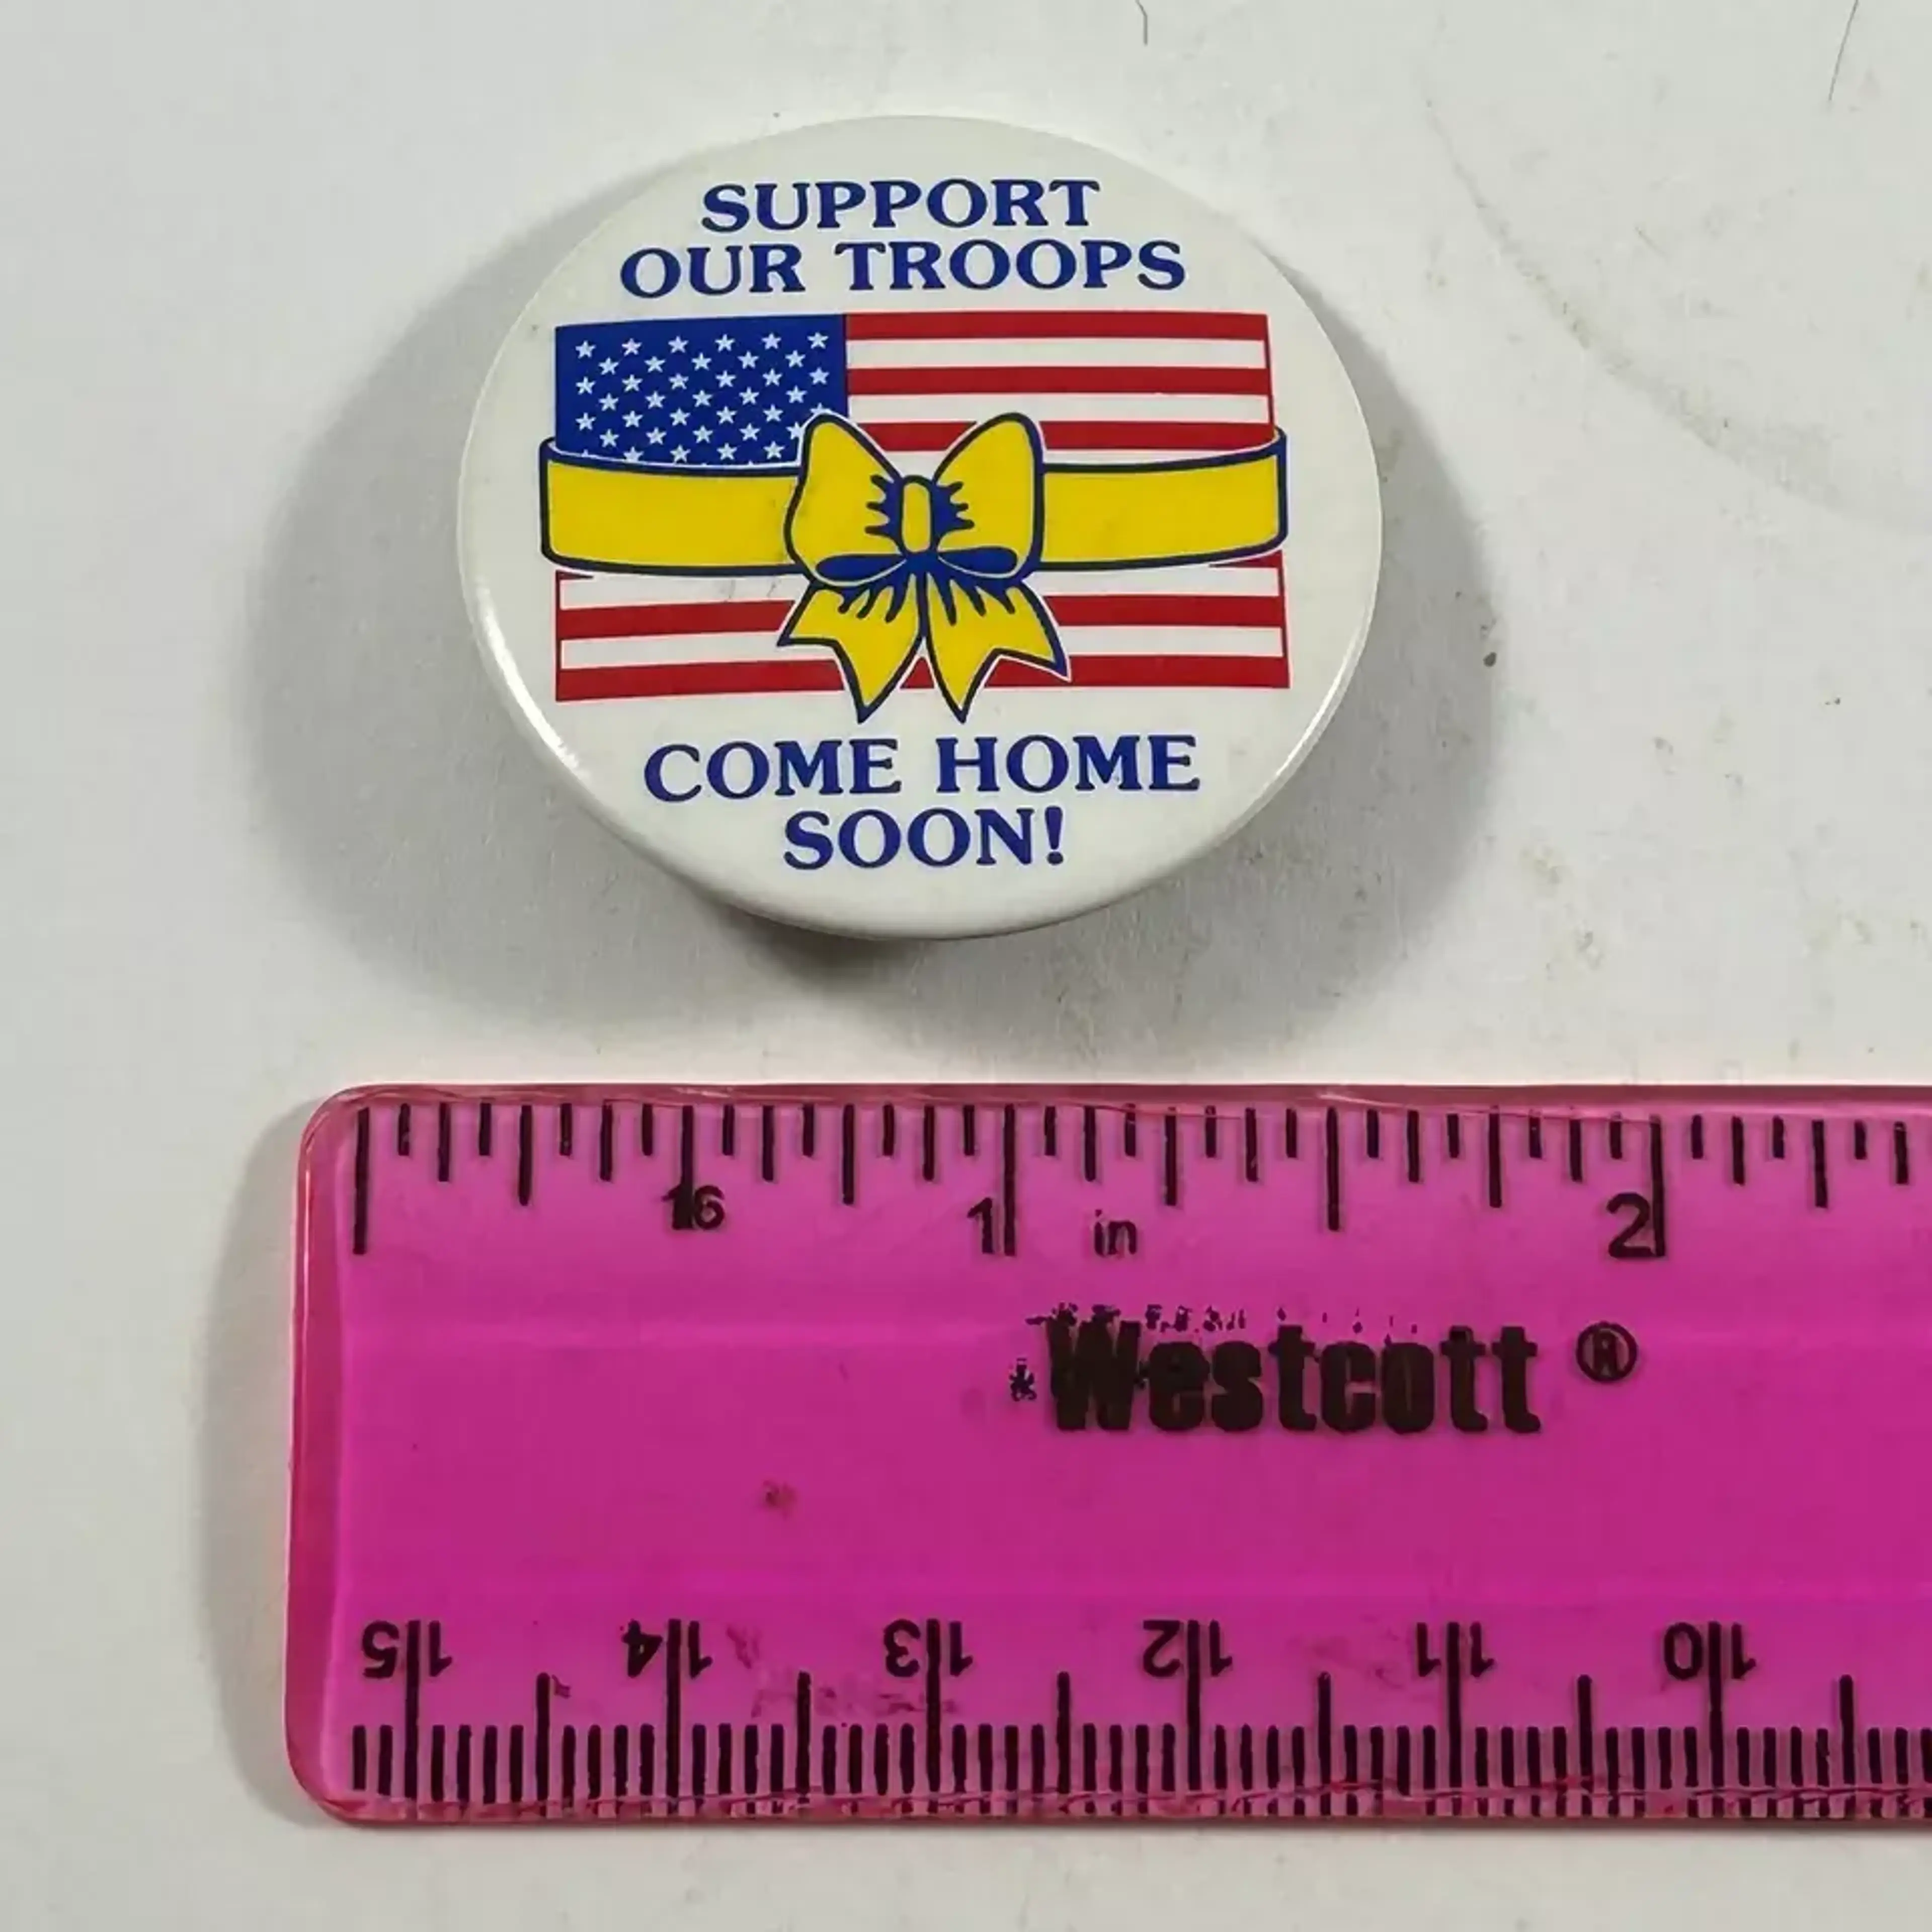 SUPPORT
OUR TROOPS
COME HOME
SOON!
16 1 in 2
Westcott ®
15 14 13 12 11 10